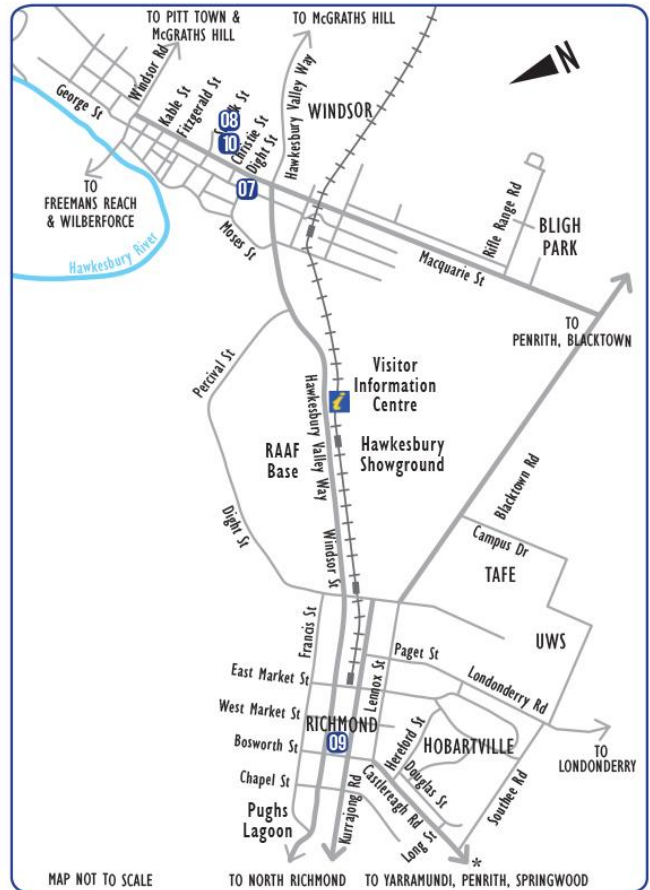 TO PITT TOWN &
McGRATHS HILL
TO McGRATHS HILL
N
Windsor Rd
George St
Kable St
Fitzgerald St
08
10
Christie St
Dight St
07
Hawkesbury Valley Way
WINDSOR
TO
FREEMANS REACH
& WILBERFORCE
Hawkesbury River
Moses St
Rifle Range Rd
BLIGH
PARK
Macquarie St
TO
PENRITH, BLACKTOWN
Percival St
Visitor
Information
Centre
i
Hawkesbury Valley Way
RAAF
Base
Hawkesbury
Showground
Blacktown Rd
Dight St
Windsor St
Campus Dr
TAFE
UWS
Francis St
Paget St
East Market St
Lennox St
Londonderry Rd
West Market St
RICHMOND
Hereford St
HOBARTVILLE
Bosworth St
09
TO
LONDONDERRY
Douglas St
Southee Rd
Chapel St
Castlereagh Rd
Pughs
Lagoon
Kurrajong Rd
Long St
*
MAP NOT TO SCALE
TO NORTH RICHMOND
TO YARRAMUNDI, PENRITH, SPRINGWOOD